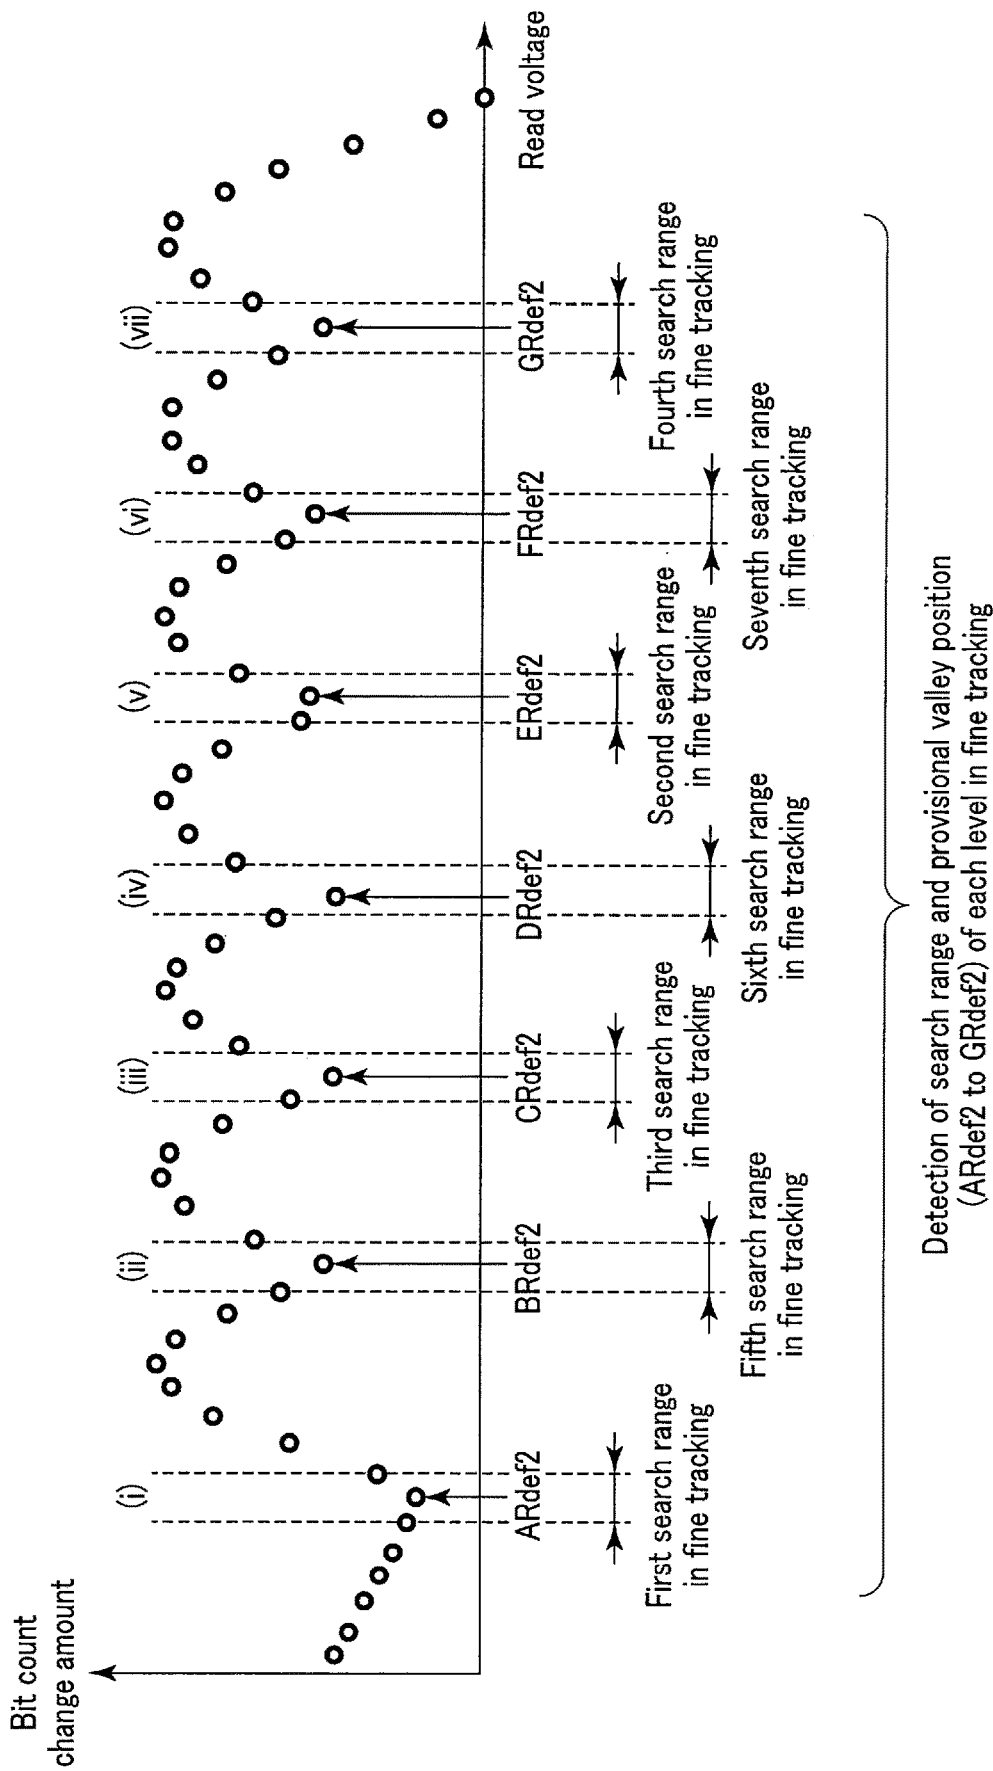 Bit count
change amount
(i)
(ii)
(iii)
(iv)
(v)
(vi)
(vii)
Read voltage
ARdef2
BRdef2
CRdef2
DRdef2
ERdef2
FRdef2
GRdef2
First search range
in fine tracking
Fifth search range
in fine tracking
Third search range
in fine tracking
Sixth search range
in fine tracking
Second search range
in fine tracking
Seventh search range
in fine tracking
Fourth search range
in fine tracking
Detection of search range and provisional valley position
(ARdef2 to GRdef2) of each level in fine tracking